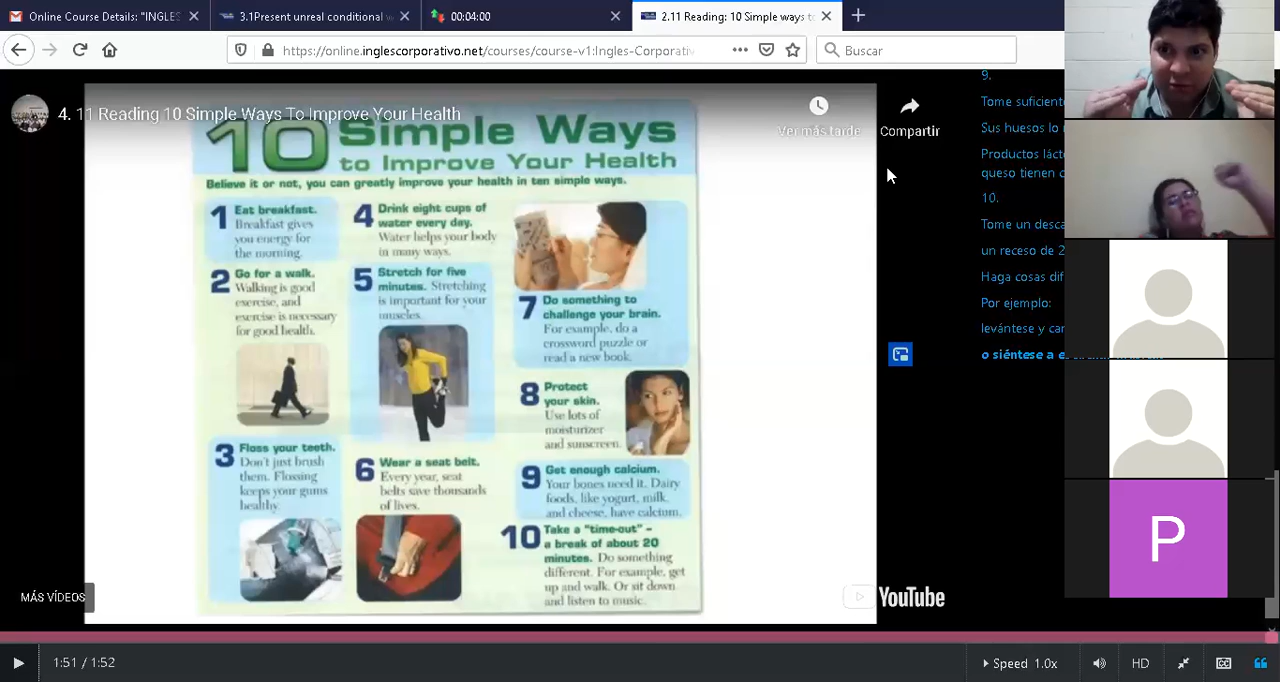 Online Course Details: "INGLES
3.1Present unreal conditional
00:04:00
2.11 Reading: 10 Simple ways to
https://online.inglescorporativo.net/courses/course-v1:Ingles-Corporativ
Buscar
4. 11 Reading 10 Simple Ways To Improve Your Health
Ver más tarde
Compartir
10 Simple Ways
to Improve Your Health
Believe it or not, you can greatly improve your health in ten simple ways.
1 Eat breakfast.
Breakfast gives
you energy for
the morning.
2 Go for a walk.
Walking is good
exercise, and
exercise is necessary
for good health.
3 Floss your teeth.
Don't just brush
them. Flossing
keeps your gums
healthy.
4 Drink eight cups of
water every day.
Water helps your body
in many ways.
5 Stretch for five
minutes. Stretching
is important for your
muscles.
6 Wear a seat belt.
Every year, seat
belts save thousands
of lives.
7 Do something to
challenge your brain.
For example, do a
crossword puzzle or
read a new book.
8 Protect
your skin.
Use lots of
moisturizer
and sunscreen.
9 Get enough calcium.
Your bones need it. Dairy
foods, like yogurt, milk,
and cheese, have calcium.
10 Take a "time-out" –
a break of about 20
minutes. Do something
different. For example, get
up and walk. Or sit down
and listen to music.
MÁS VÍDEOS
YouTube
9.
Tome suficiente
Sus huesos lo
Productos lácte
queso tienen c
10.
Tome un desca
un receso de 2
Haga cosas dif
Por ejemplo:
levántese y car
o siéntese a e
P
1:51 / 1:52
Speed 1.0x
HD